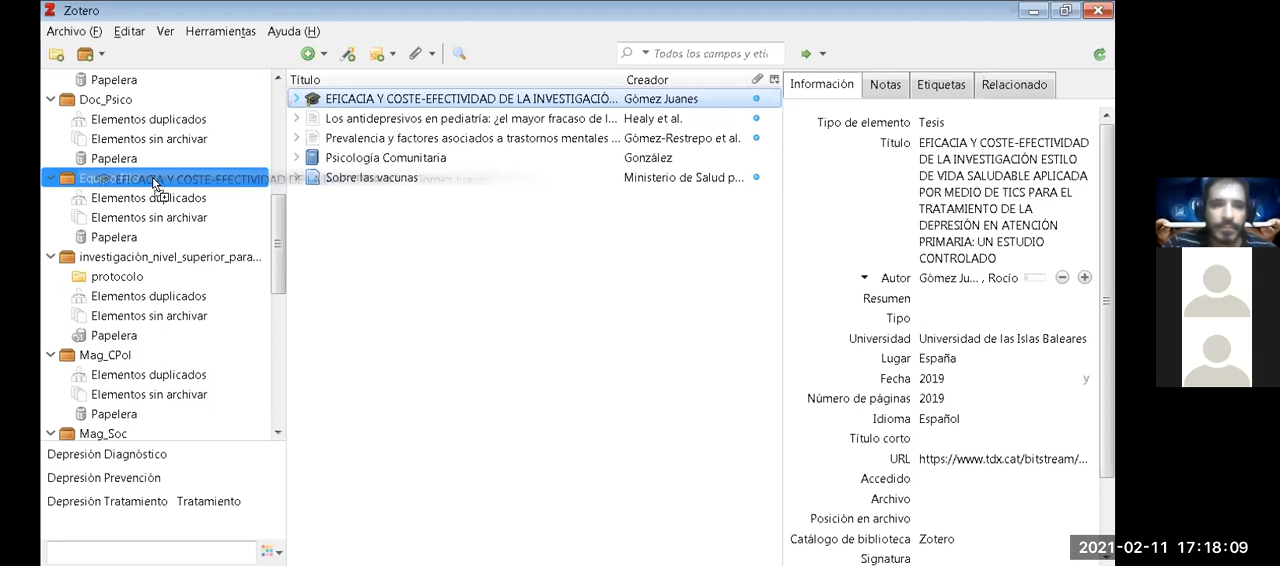 Zotero
Archivo (F) Editar Ver Herramientas Ayuda (H)
Todos los campos y eti
Papelera
Doc_Psico
Elementos duplicados
Elementos sin archivar
Papelera
EFICACIA Y COSTE-EFECTIVIDAD DE LA
Elementos duplicados
Elementos sin archivar
Papelera
investigación_nivel_superior_para...
protocolo
Elementos duplicados
Elementos sin archivar
Papelera
Mag_CPol
Elementos duplicados
Elementos sin archivar
Papelera
Mag_Soc
Depresión Diagnóstico
Depresión Prevención
Depresión Tratamiento Tratamiento
Título Creador
EFICACIA Y COSTE-EFECTIVIDAD DE LA INVESTIGACIÓ... Gómez Juanes
Los antidepresivos en pediatría: ¿el mayor fracaso de l... Healy et al.
Prevalencia y factores asociados a trastornos mentales ... Gómez-Restrepo et al.
Psicología Comunitaria González
Sobre las vacunas Ministerio de Salud p...
Información Notas Etiquetas Relacionado
Tipo de elemento Tesis
Título EFICACIA Y COSTE-EFECTIVIDAD
DE LA INVESTIGACIÓN ESTILO
DE VIDA SALUDABLE APLICADA
POR MEDIO DE TICS PARA EL
TRATAMIENTO DE LA
DEPRESIÓN EN ATENCIÓN
PRIMARIA: UN ESTUDIO
CONTROLADO
Autor Gómez Ju... , Rocío
Resumen
Tipo
Universidad Universidad de las Islas Baleares
Lugar España
Fecha 2019 y
Número de páginas 2019
Idioma Español
Título corto
URL https://www.tdx.cat/bitstream/...
Accedido
Archivo
Posición en archivo
Catálogo de biblioteca Zotero
Signatura
2021-02-11 17:18:09